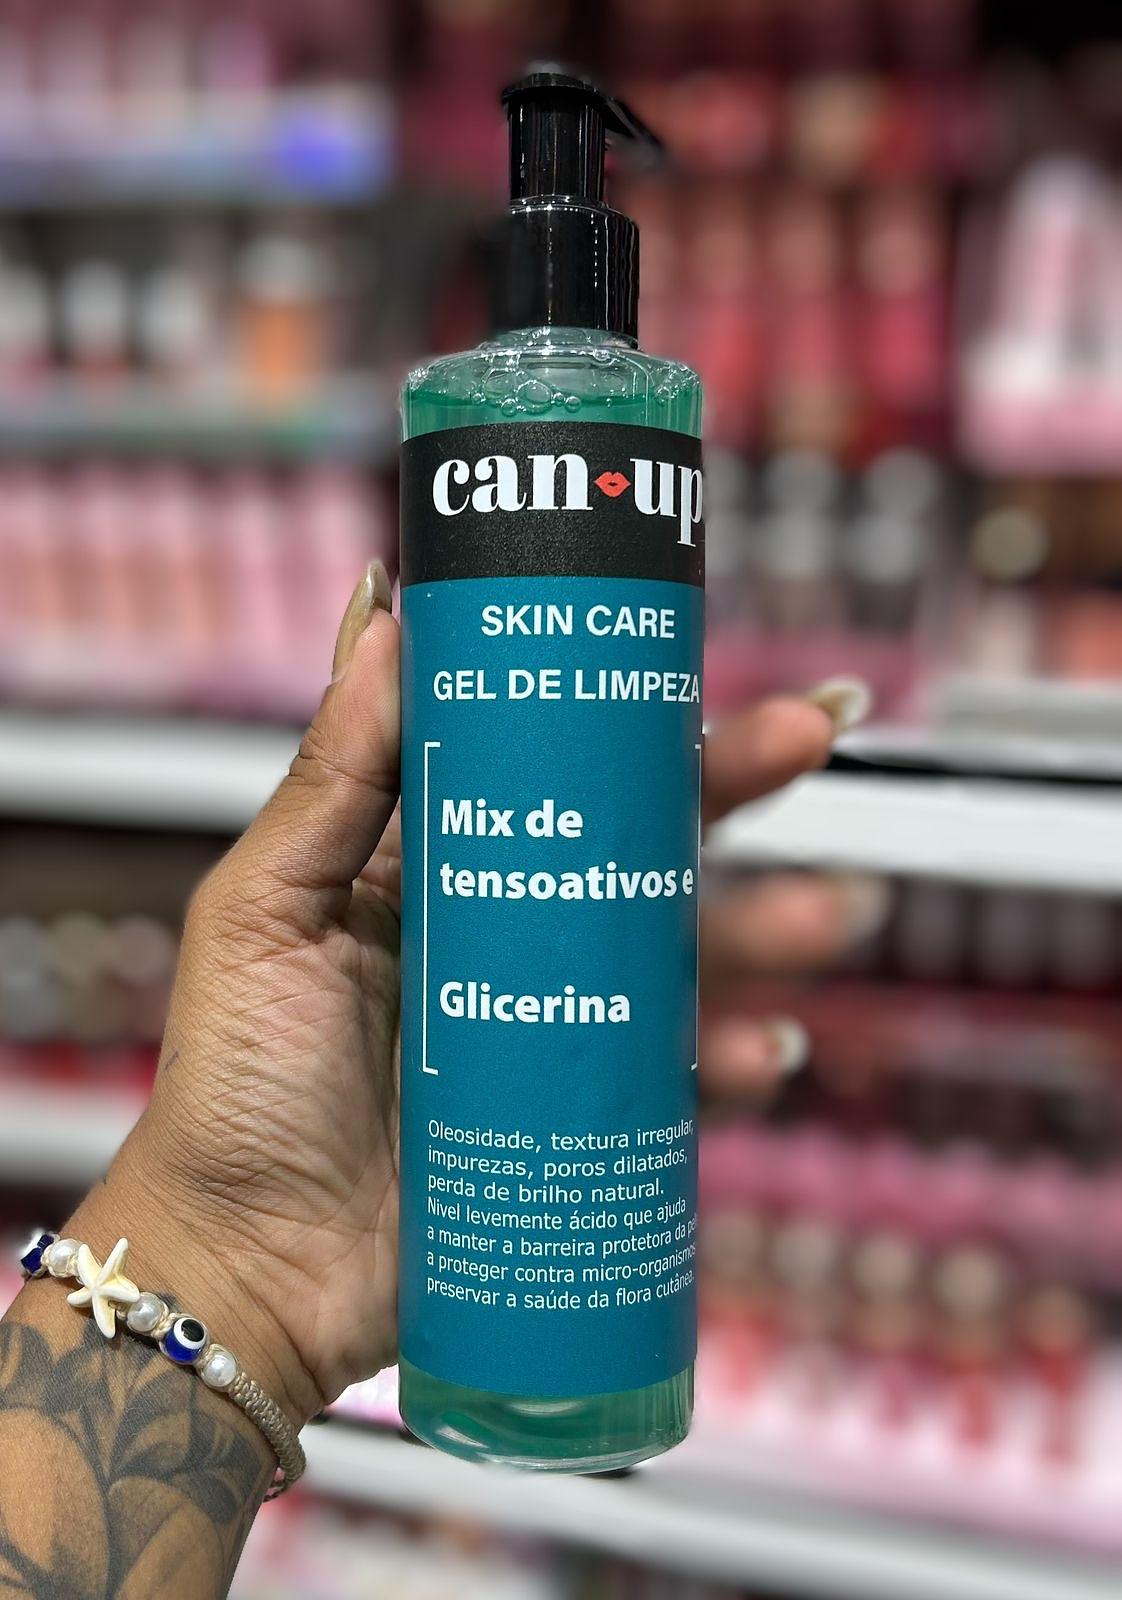 can up
SKIN CARE
GEL DE LIMPEZA
Mix de
tensoativos e
Glicerina
Oleosidade, textura irregular,
impurezas, poros dilatados,
perda de brilho natural.
Nivel levemente ácido que ajuda
a manter a barreira protetora da
a proteger contra micro-organismos
preservar a saúde da flora cutânea.